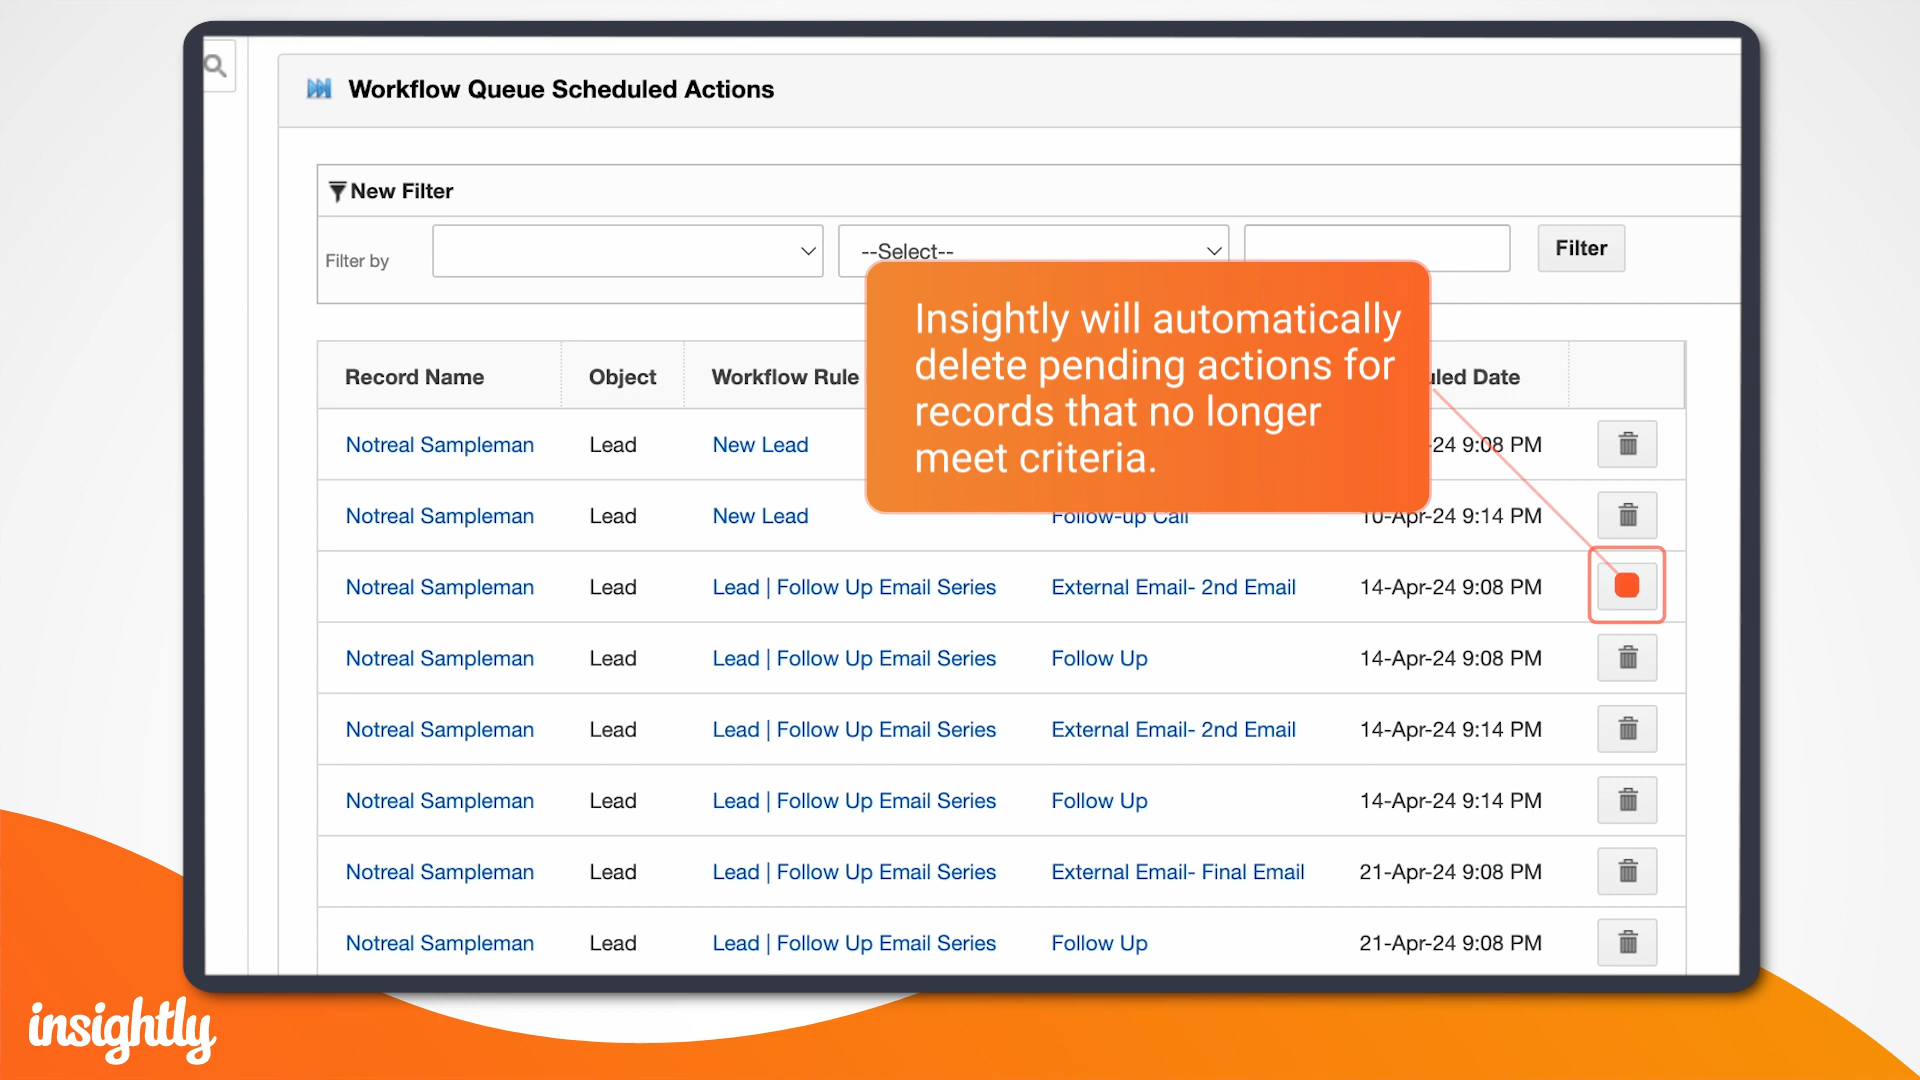 Workflow Queue Scheduled Actions
New Filter
Filter by
--Select--
Filter
Insightly will automatically
delete pending actions for
records that no longer
meet criteria.
Record Name Object Workflow Rule Date
Notreal Sampleman Lead New Lead 9:08 PM
Notreal Sampleman Lead New Lead Follow-up Call 10-Apr-24 9:14 PM
Notreal Sampleman Lead Lead | Follow Up Email Series External Email- 2nd Email 14-Apr-24 9:08 PM
Notreal Sampleman Lead Lead | Follow Up Email Series Follow Up 14-Apr-24 9:08 PM
Notreal Sampleman Lead Lead | Follow Up Email Series External Email- 2nd Email 14-Apr-24 9:14 PM
Notreal Sampleman Lead Lead | Follow Up Email Series Follow Up 14-Apr-24 9:14 PM
Notreal Sampleman Lead Lead | Follow Up Email Series External Email- Final Email 21-Apr-24 9:08 PM
Notreal Sampleman Lead Lead | Follow Up Email Series Follow Up 21-Apr-24 9:08 PM
insightly